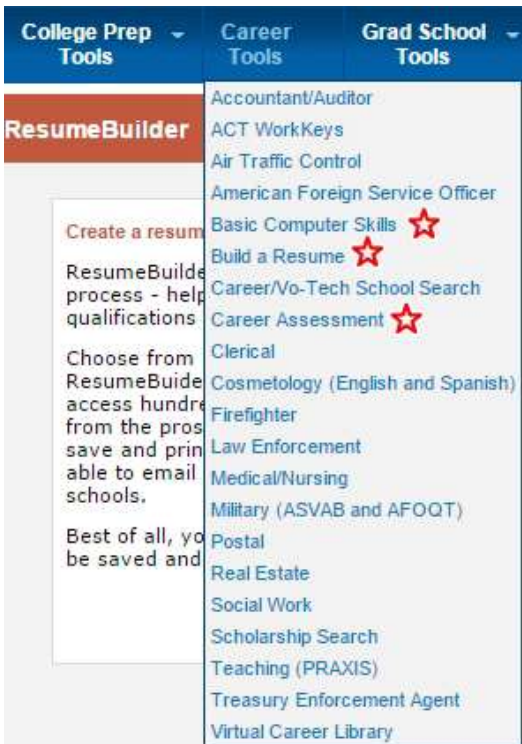 College Prep Tools
Career Tools
Grad School Tools
ResumeBuilder
Create a resum
ResumeBuilde
process - help
qualifications
Choose from
ResumeBuider
access hundre
from the pros
save and prin
able to email
schools.
Best of all, yo
be saved and
Accountant/Auditor
ACT WorkKeys
Air Traffic Control
American Foreign Service Officer
Basic Computer Skills
Build a Resume
Career/Vo-Tech School Search
Career Assessment
Clerical
Cosmetology (English and Spanish)
Firefighter
Law Enforcement
Medical/Nursing
Military (ASVAB and AFOQT)
Postal
Real Estate
Social Work
Scholarship Search
Teaching (PRAXIS)
Treasury Enforcement Agent
Virtual Career Library